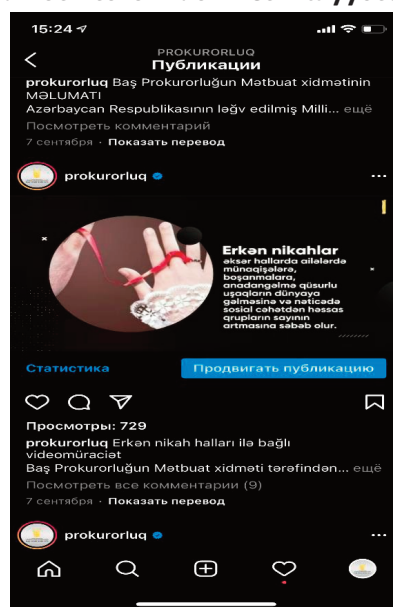 15:24
PROKURORLUQ
Публикации
prokurorluq Baş Prokurorluğun Mətbuat xidmətinin
MƏLUMATI
Azərbaycan Respublikasının ləğv edilmiş Milli... ещё
Посмотреть комментарий
7 сентября · Показать перевод
prokurorluq
Erkən nikahlar
əksər hallarda ailələrdə
münaqişələrə,
boşanmalara,
anadangəlmə qüsurlu
uşaqların dünyaya
gəlməsinə və nəticədə
sosial cəhətdən həssas
qrupların sayının
artmasına səbəb olur.
Статистика
Продвигать публикацию
Просмотры: 729
prokurorluq Erkən nikah halları ilə bağlı
videomüraciət
Baş Prokurorluğun Mətbuat xidməti tərəfindən... ещё
Посмотреть все комментарии (9)
7 сентября · Показать перевод
prokurorluq